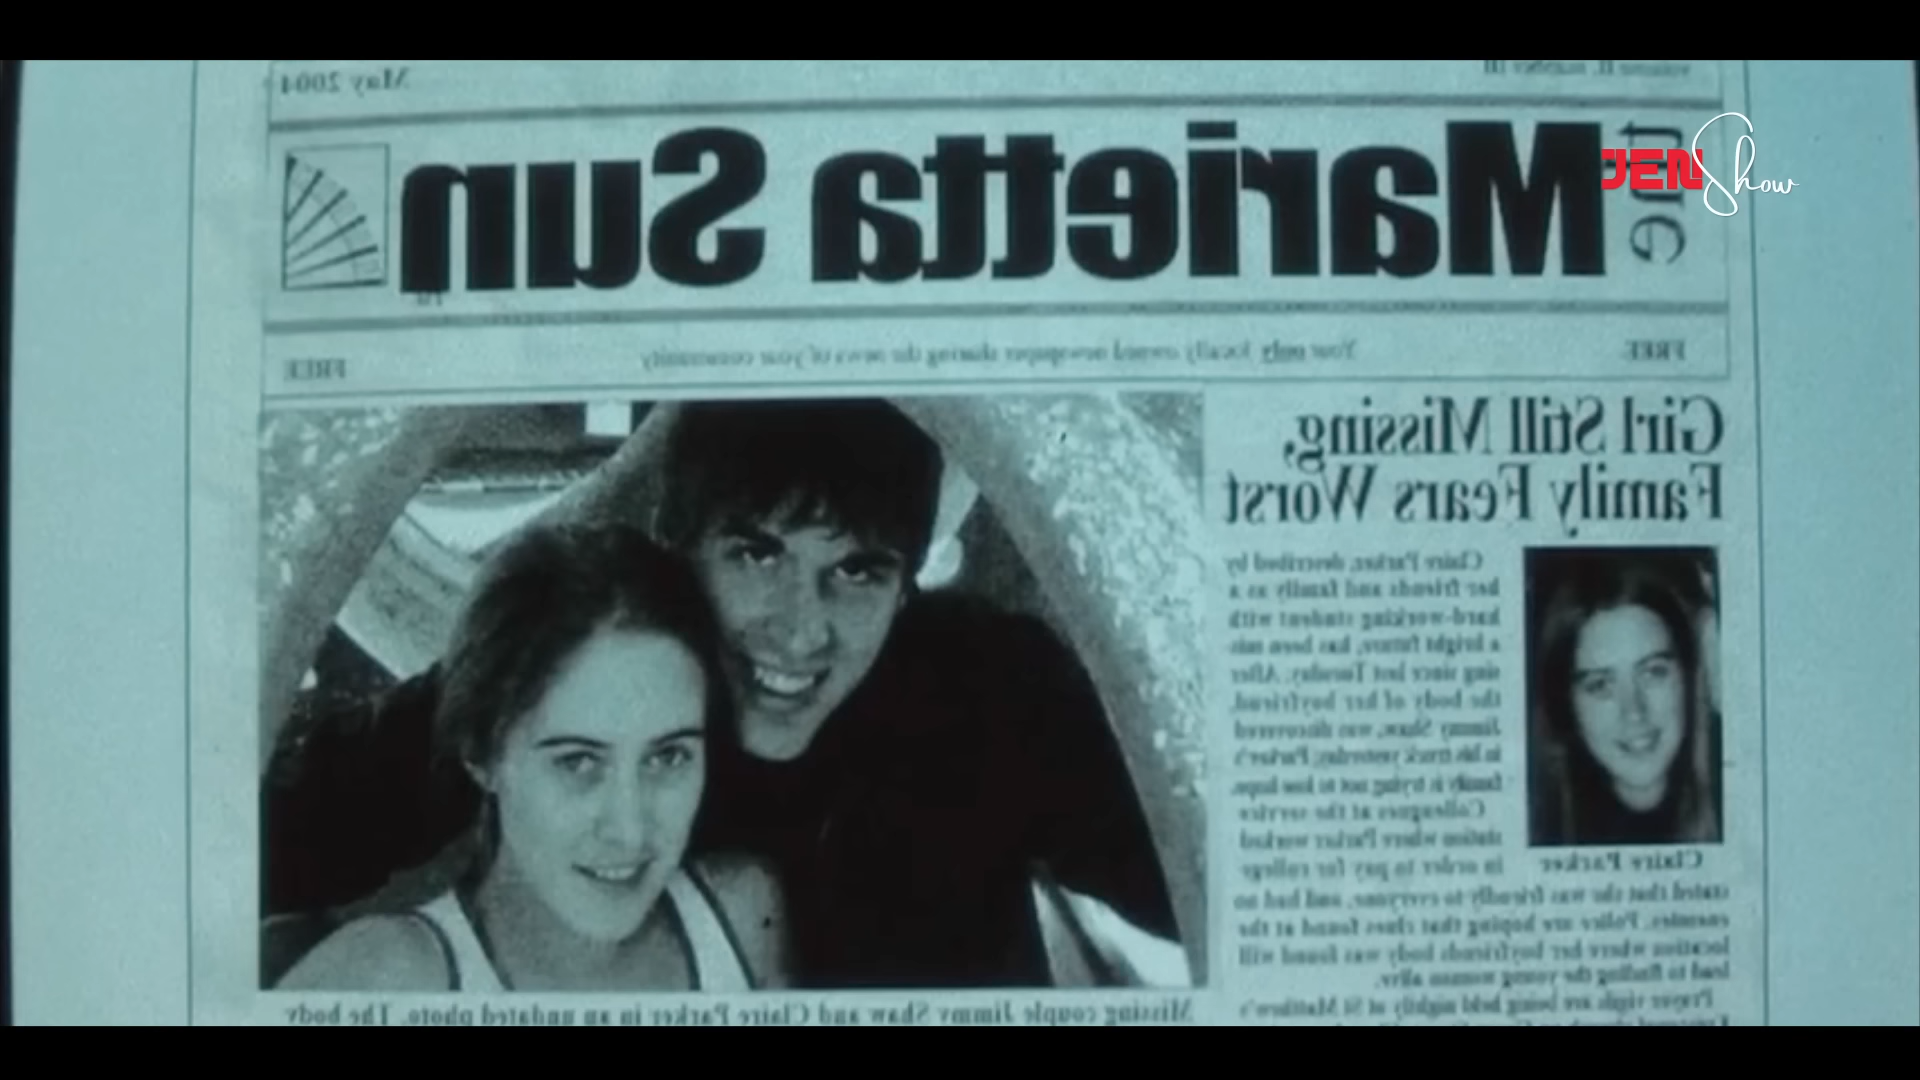 volume II, number III
May 2004
the
Marietta Sun
JEN Show
FREE
Your only locally owned newspaper sharing the news of your community
FREE
Girl Still Missing,
Family Fears Worst
Claire Parker, described by
her friends and family as a
hard-working student with
a bright future, has been mis
sing since last Tuesday. After
the body of her boyfriend,
Jimmy Shaw, was discovered
in his truck yesterday, Parker's
family is trying not to lose hope.
Colleagues at the service
station where Parker worked
in order to pay for college
stated that she was friendly to everyone, and had no
enemies. Police are hoping that clues found at the
location where her boyfriends body was found will
lead to finding the young woman alive.
Prayer vigils are being held nightly at St Matthew's
Claire Parker
Missing couple Jimmy Shaw and Claire Parker in an undated photo. The body